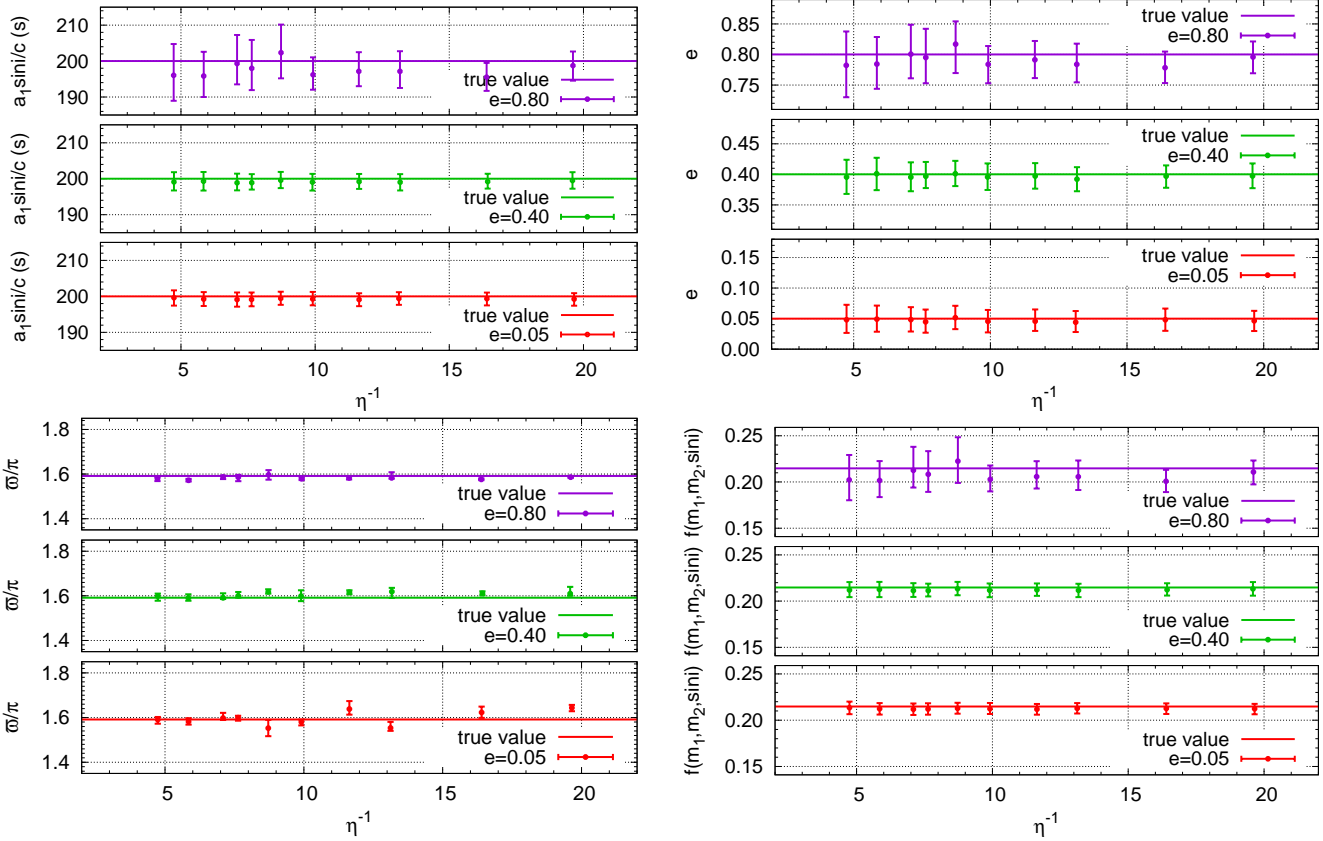 a₁sini/c (s)
210
200
190
true value
e=0.80
a₁sini/c (s)
210
200
190
true value
e=0.40
a₁sini/c (s)
210
200
190
true value
e=0.05
5
10
15
20
η⁻¹
e
0.85
0.80
0.75
true value
e=0.80
e
0.45
0.40
0.35
true value
e=0.40
e
0.15
0.10
0.05
0.00
true value
e=0.05
5
10
15
20
η⁻¹
ϖ/π
1.8
1.6
1.4
true value
e=0.80
ϖ/π
1.8
1.6
1.4
true value
e=0.40
ϖ/π
1.8
1.6
1.4
true value
e=0.05
5
10
15
20
η⁻¹
f(m₁,m₂,sini)
0.25
0.20
0.15
true value
e=0.80
f(m₁,m₂,sini)
0.25
0.20
0.15
true value
e=0.40
f(m₁,m₂,sini)
0.25
0.20
0.15
true value
e=0.05
5
10
15
20
η⁻¹